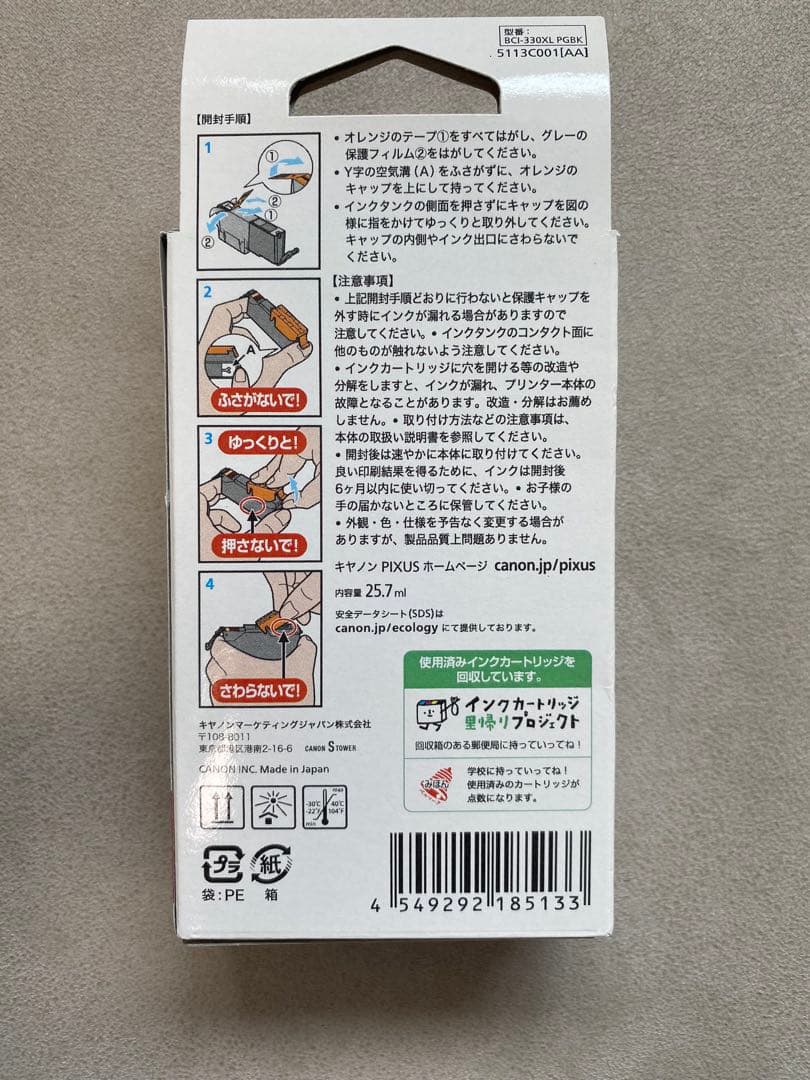 型番：
BCI-330XL PGBK
5113C001[AA]
【開封手順】
1
①
②
①
②
• オレンジのテープ①をすべてはがし、グレーの
保護フィルム②をはがしてください。
• Y字の空気溝（A）をふさがずに、オレンジの
キャップを上にして持ってください。
• インクタンクの側面を押さずにキャップを図の
様に指をかけてゆっくりと取り外してください。
キャップの内側やインク出口にさわらないで
ください。
2
A
ふさがないで！
3
ゆっくりと！
押さないで！
4
さわらないで！
【注意事項】
• 上記開封手順どおりに行わないと保護キャップを
外す時にインクが漏れる場合がありますので
注意してください。• インクタンクのコンタクト面に
他のものが触れないよう注意してください。
• インクカートリッジに穴を開ける等の改造や
分解をしますと、インクが漏れ、プリンター本体の
故障となることがあります。改造・分解はお薦め
しません。• 取り付け方法などの注意事項は、
本体の取扱い説明書を参照してください。
• 開封後は速やかに本体に取り付けてください。
良い印刷結果を得るために、インクは開封後
6ヶ月以内に使い切ってください。• お子様の
手の届かないところに保管してください。
• 外観・色・仕様を予告なく変更する場合が
ありますが、製品品質上問題ありません。
キヤノン PIXUS ホームページ canon.jp/pixus
内容量 25.7ml
安全データシート(SDS)は
canon.jp/ecology にて提供しております。
使用済みインクカートリッジを
回収しています。
インクカートリッジ
里帰りプロジェクト
回収箱のある郵便局に持っていってね！
くみほん
学校に持っていってね！
使用済みのカートリッジが
点数になります。
キヤノンマーケティングジャパン株式会社
〒108-8011
東京都港区港南2-16-6 CANON S TOWER
CANON INC. Made in Japan
max
-30℃ 40℃
-22°F 104°F
min
プラ
紙
袋：PE
箱
4 549292 185133